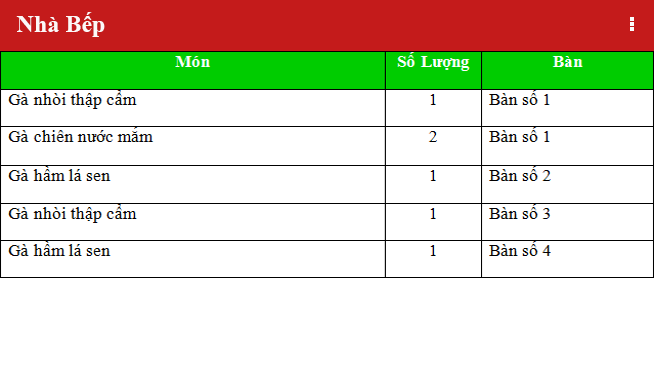 Nhà Bếp
Món Số Lượng Bàn
Gà nhòi thập cẩm 1 Bàn số 1
Gà chiên nước mắm 2 Bàn số 1
Gà hầm lá sen 1 Bàn số 2
Gà nhòi thập cẩm 1 Bàn số 3
Gà hầm lá sen 1 Bàn số 4